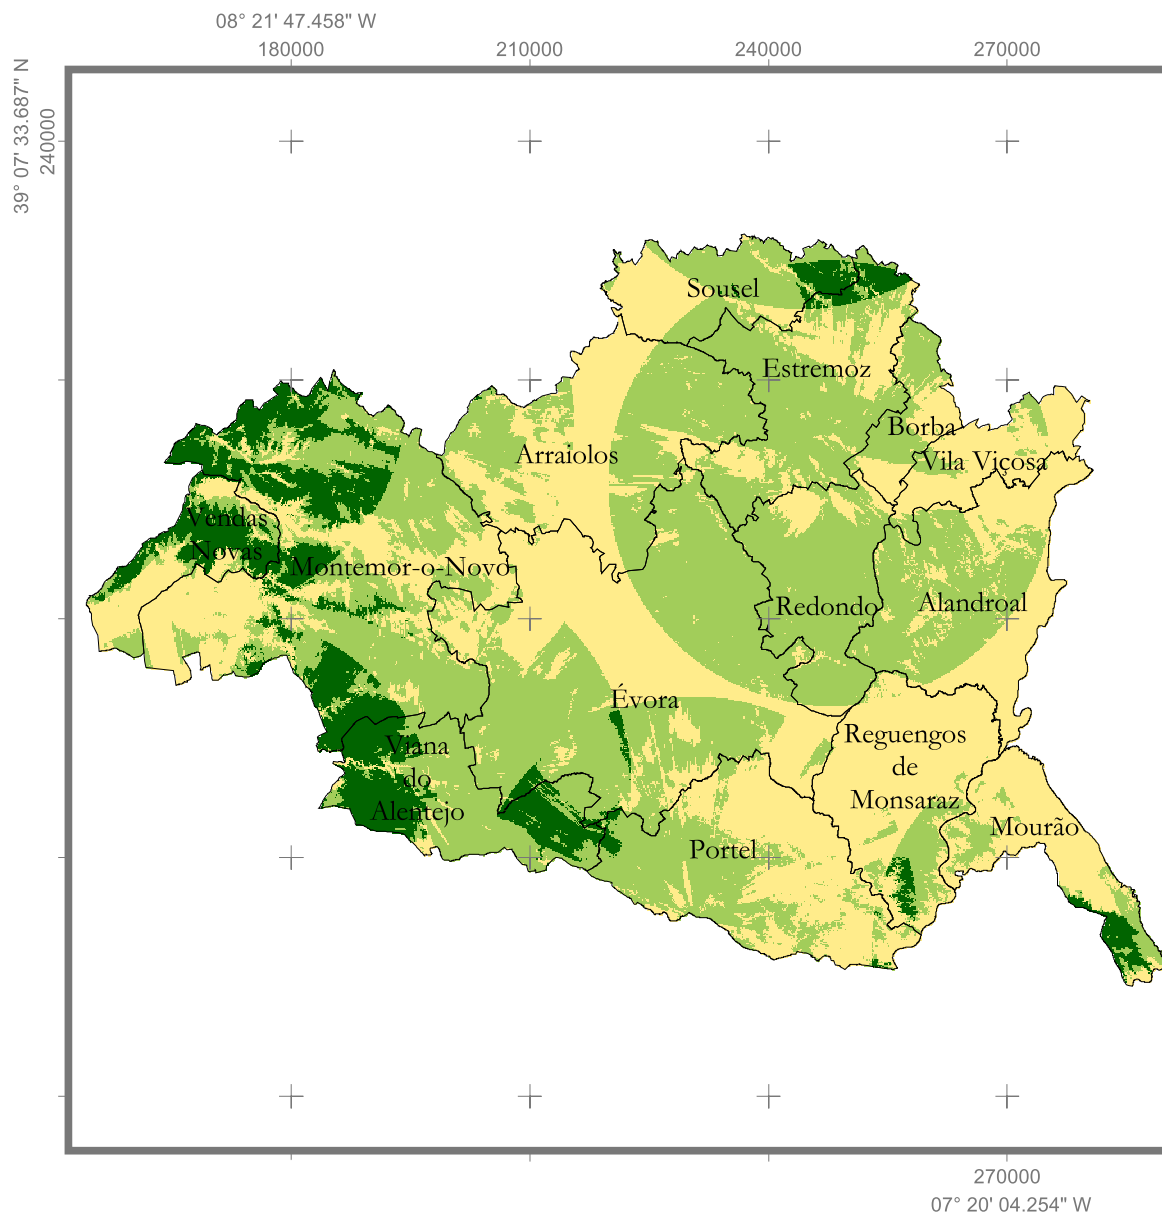 08° 21' 47.458" W
180000
210000
240000
270000
39° 07' 33.687" N
240000
Sousel
Estremoz
Borba
Arraiolos
Vila Viçosa
Vendas
Novas
Montemor-o-Novo
Redondo
Alandroal
Évora
Viana
do
Alentejo
Reguengos
de
Monsaraz
Mourão
Portel
270000
07° 20' 04.254" W